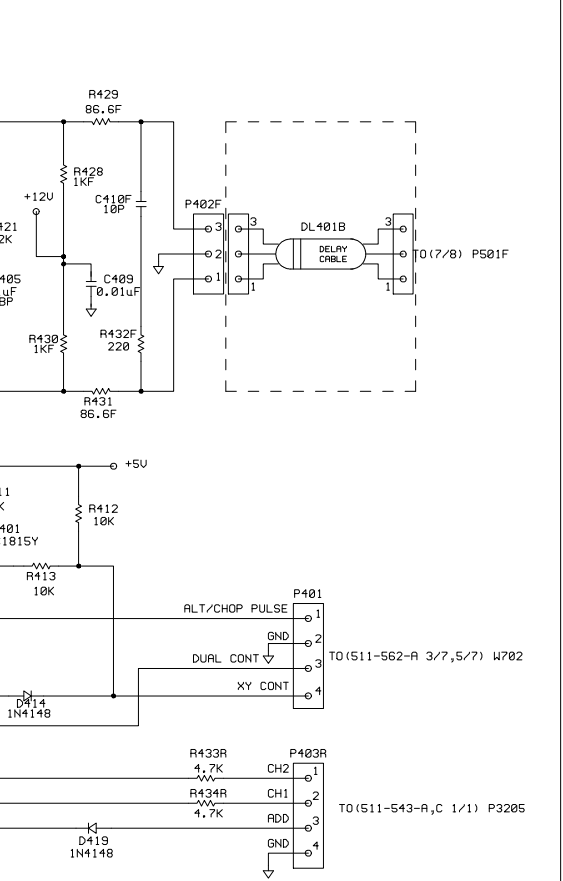 R429
86.6F
R428
1KF
+12V
C410F
10P
P402F
3
2
1
3
1
DL401B
DELAY
CABLE
3
1
TO(7/8) P501F
421
2K
405
uF
BP
C409
0.01uF
R430
1KF
R432F
220
R431
86.6F
+5V
11
K
R412
10K
401
C1815Y
R413
10K
P401
ALT/CHOP PULSE
1
GND
2
DUAL CONT
3
TO(511-562-A 3/7,5/7) W702
XY CONT
4
D414
1N4148
R433R
4.7K
P403R
CH2
1
R434R
4.7K
CH1
2
TO(511-543-A,C 1/1) P3205
ADD
3
D419
1N4148
GND
4